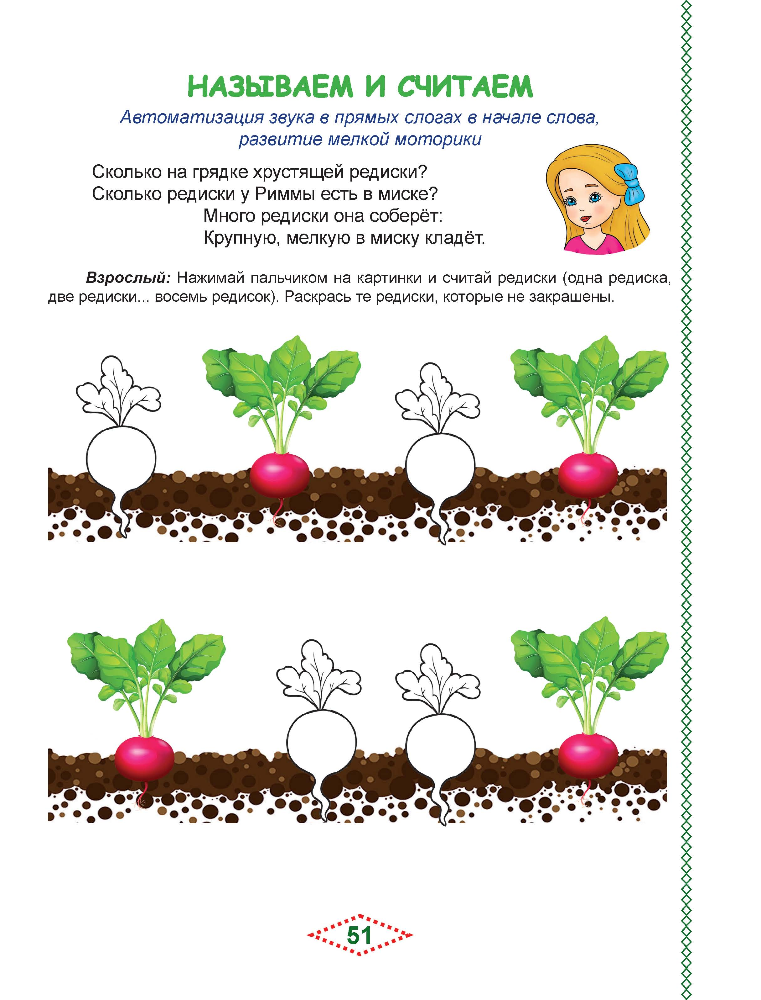 НАЗЫВАЕМ И СЧИТАЕМ
Автоматизация звука в прямых слогах в начале слова,
развитие мелкой моторики
Сколько на грядке хрустящей редиски?
Сколько редиски у Риммы есть в миске?
Много редиски она соберёт:
Крупную, мелкую в миску кладёт.
Взрослый: Нажимай пальчиком на картинки и считай редиски (одна редиска,
две редиски... восемь редисок). Раскрась те редиски, которые не закрашены.
51